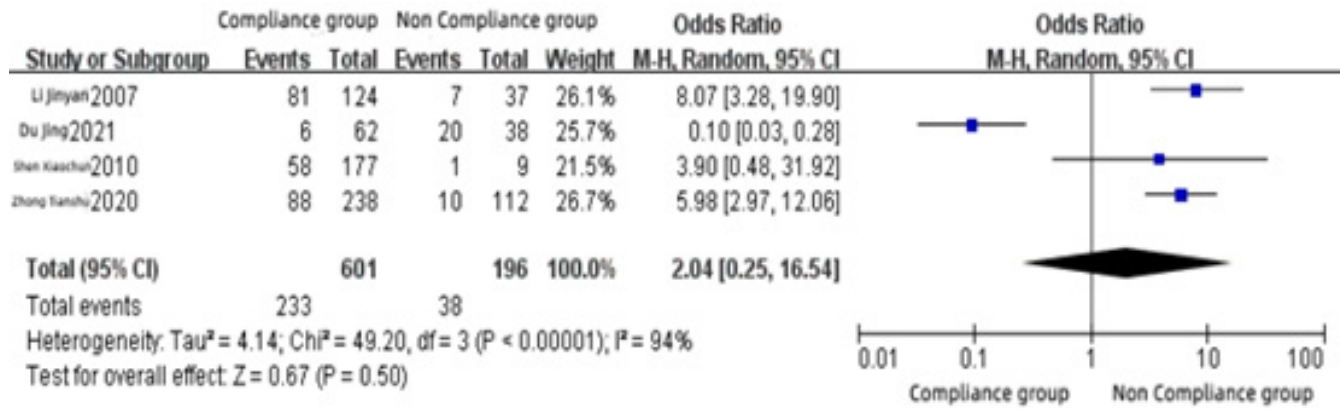 Compliance group Non Compliance group Odds Ratio Odds Ratio
Study or Subgroup Events Total Events Total Weight M-H, Random, 95% CI M-H, Random, 95% CI
Li Jinyan2007 81 124 7 37 26.1% 8.07 [3.28, 19.90]
Du Jing2021 6 62 20 38 25.7% 0.10 [0.03, 0.28]
Shen Xiaochun2010 58 177 1 9 21.5% 3.90 [0.48, 31.92]
Zhong Tianshu2020 88 238 10 112 26.7% 5.98 [2.97, 12.06]
Total (95% CI) 601 196 100.0% 2.04 [0.25, 16.54]
Total events 233 38
Heterogeneity: Tau² = 4.14; Chi² = 49.20, df = 3 (P < 0.00001); I² = 94%
Test for overall effect: Z = 0.67 (P = 0.50)
0.01 0.1 1 10 100
Compliance group Non Compliance group